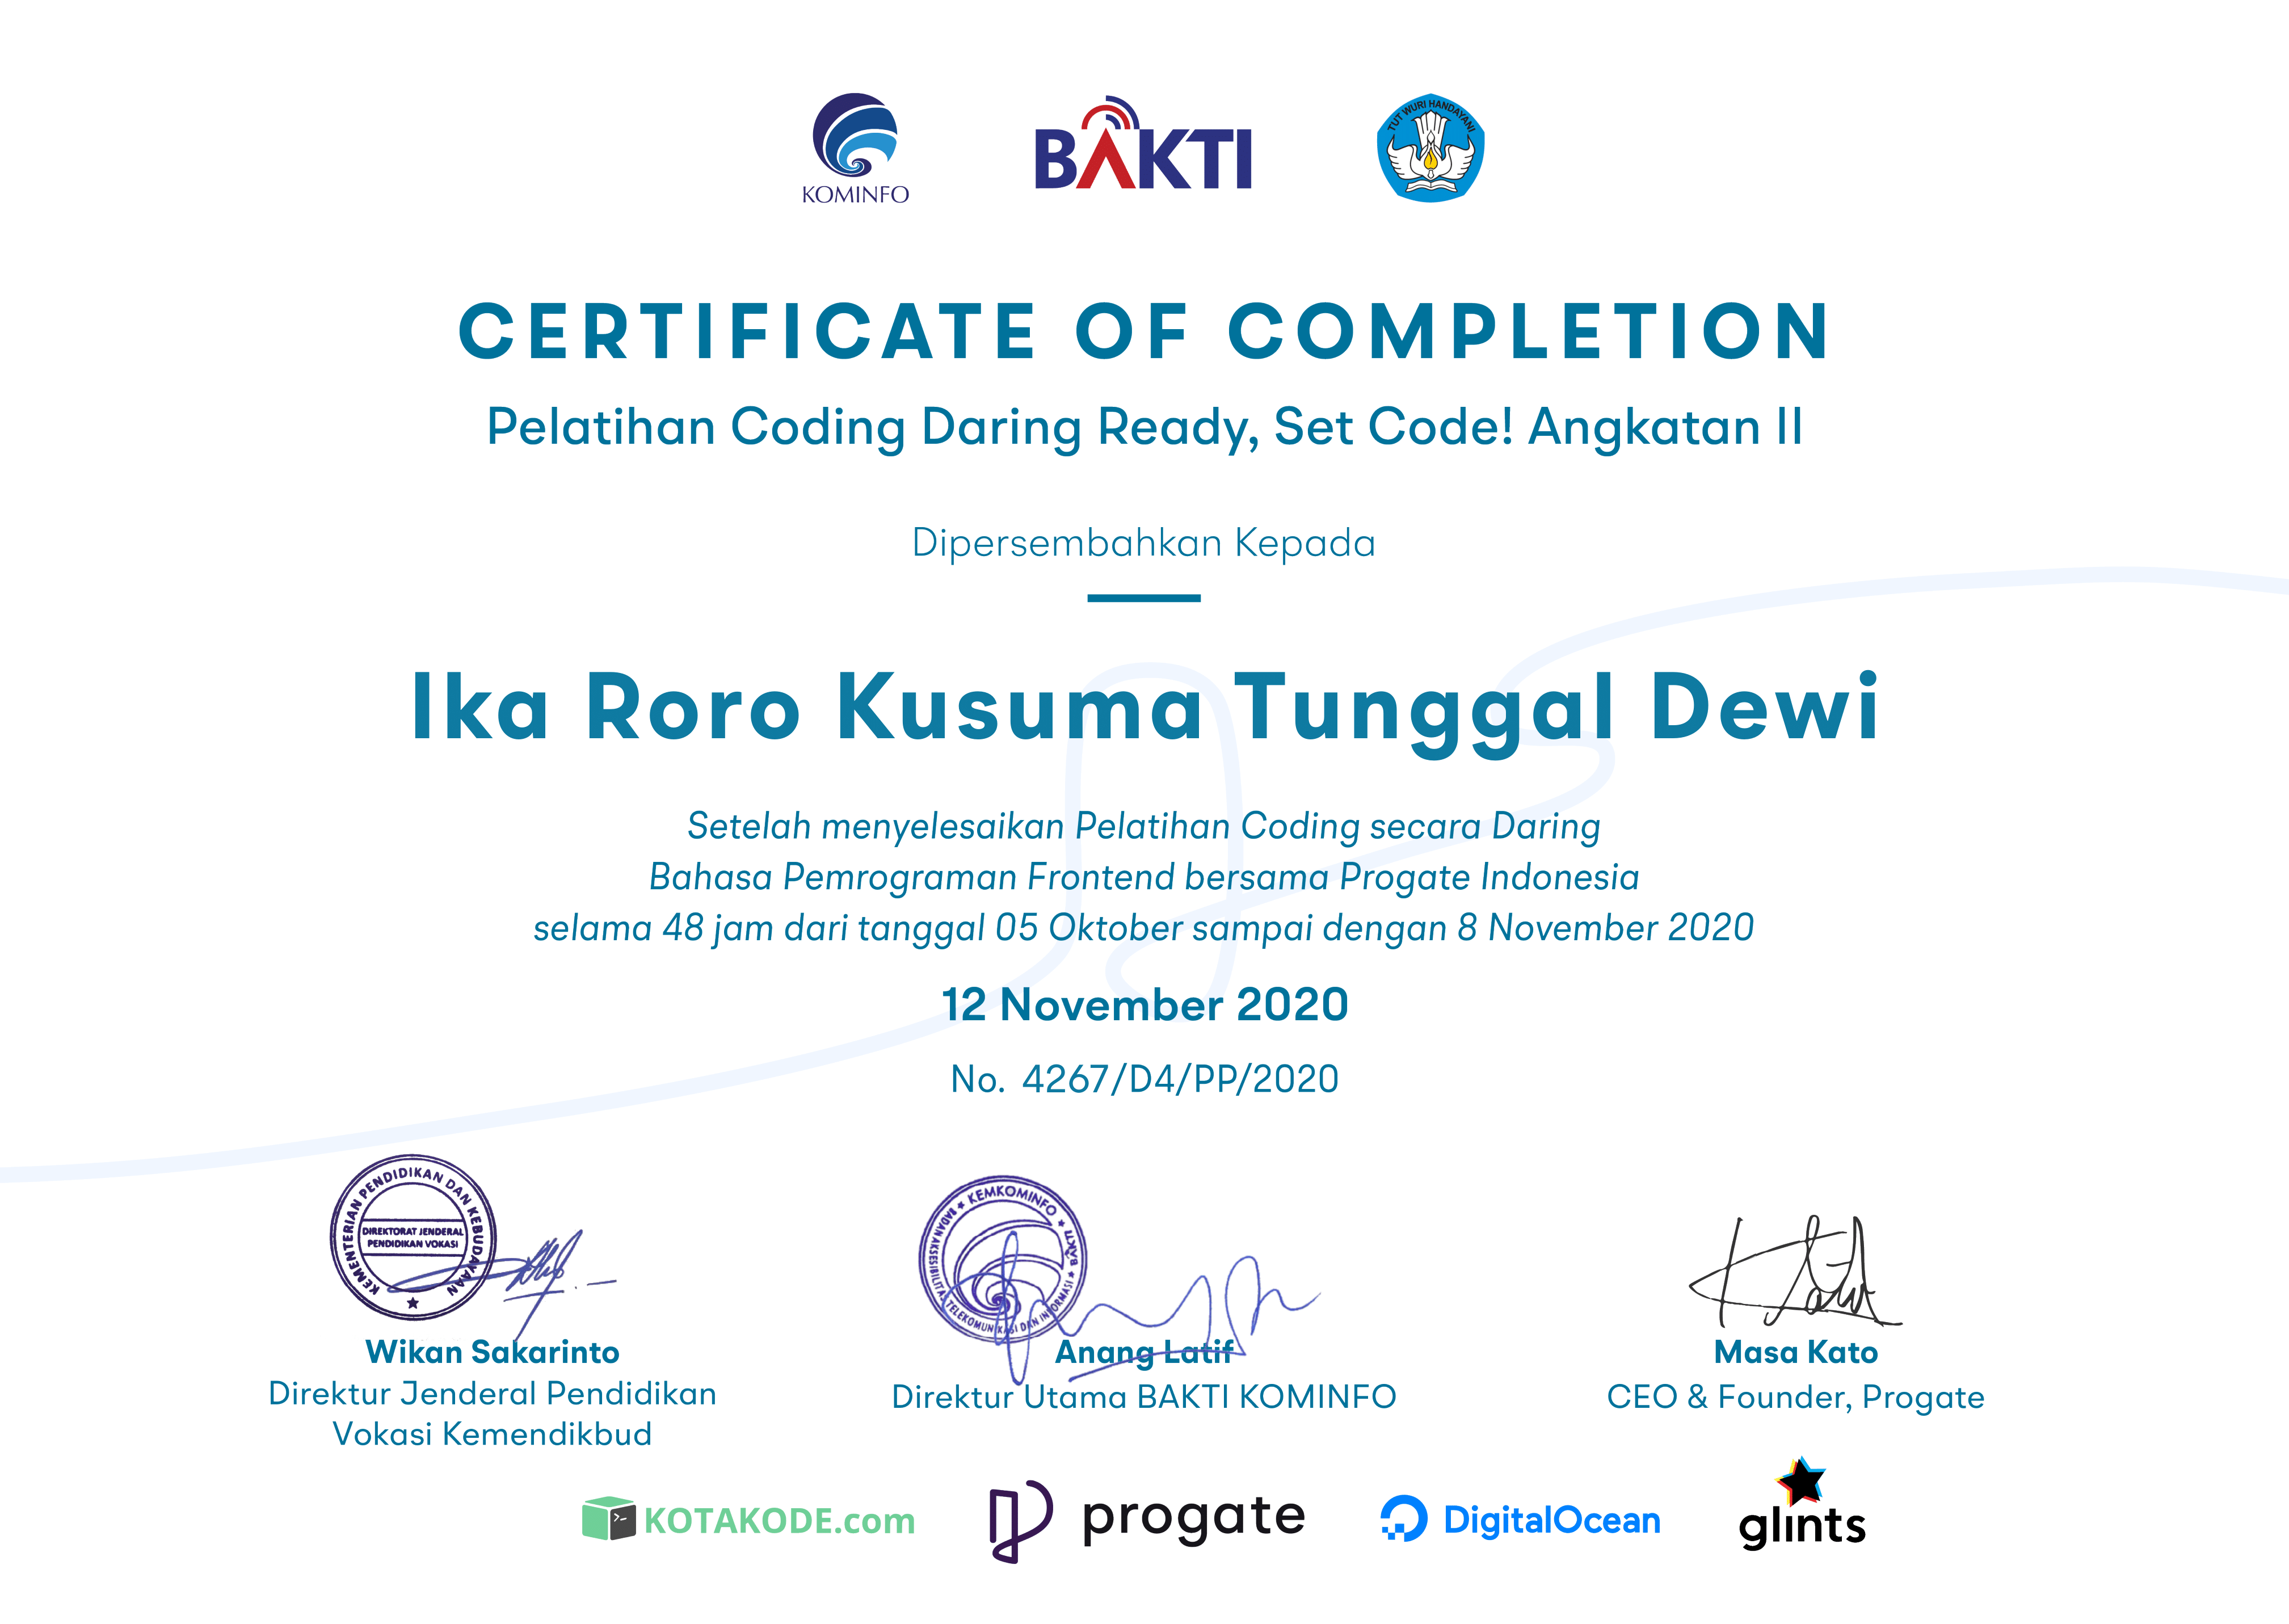 KOMINFO
BAKTI
TUT WURI HANDAYANI
CERTIFICATE OF COMPLETION
Pelatihan Coding Daring Ready, Set Code! Angkatan II
Dipersembahkan Kepada
Ika Roro Kusuma Tunggal Dewi
Setelah menyelesaikan Pelatihan Coding secara Daring
Bahasa Pemrograman Frontend bersama Progate Indonesia
selama 48 jam dari tanggal 05 Oktober sampai dengan 8 November 2020
12 November 2020
No. 4267/D4/PP/2020
KEMENTERIAN PENDIDIKAN DAN KEBUDAYAAN
DIREKTORAT JENDERAL
PENDIDIKAN VOKASI
KEMKOMINFO
BAKTI
BADAN AKSESIBILITAS TELEKOMUNIKASI DAN INFORMASI
Wikan Sakarinto
Direktur Jenderal Pendidikan
Vokasi Kemendikbud
Anang Latif
Direktur Utama BAKTI KOMINFO
Masa Kato
CEO & Founder, Progate
KOTAKODE.com
progate
DigitalOcean
glints